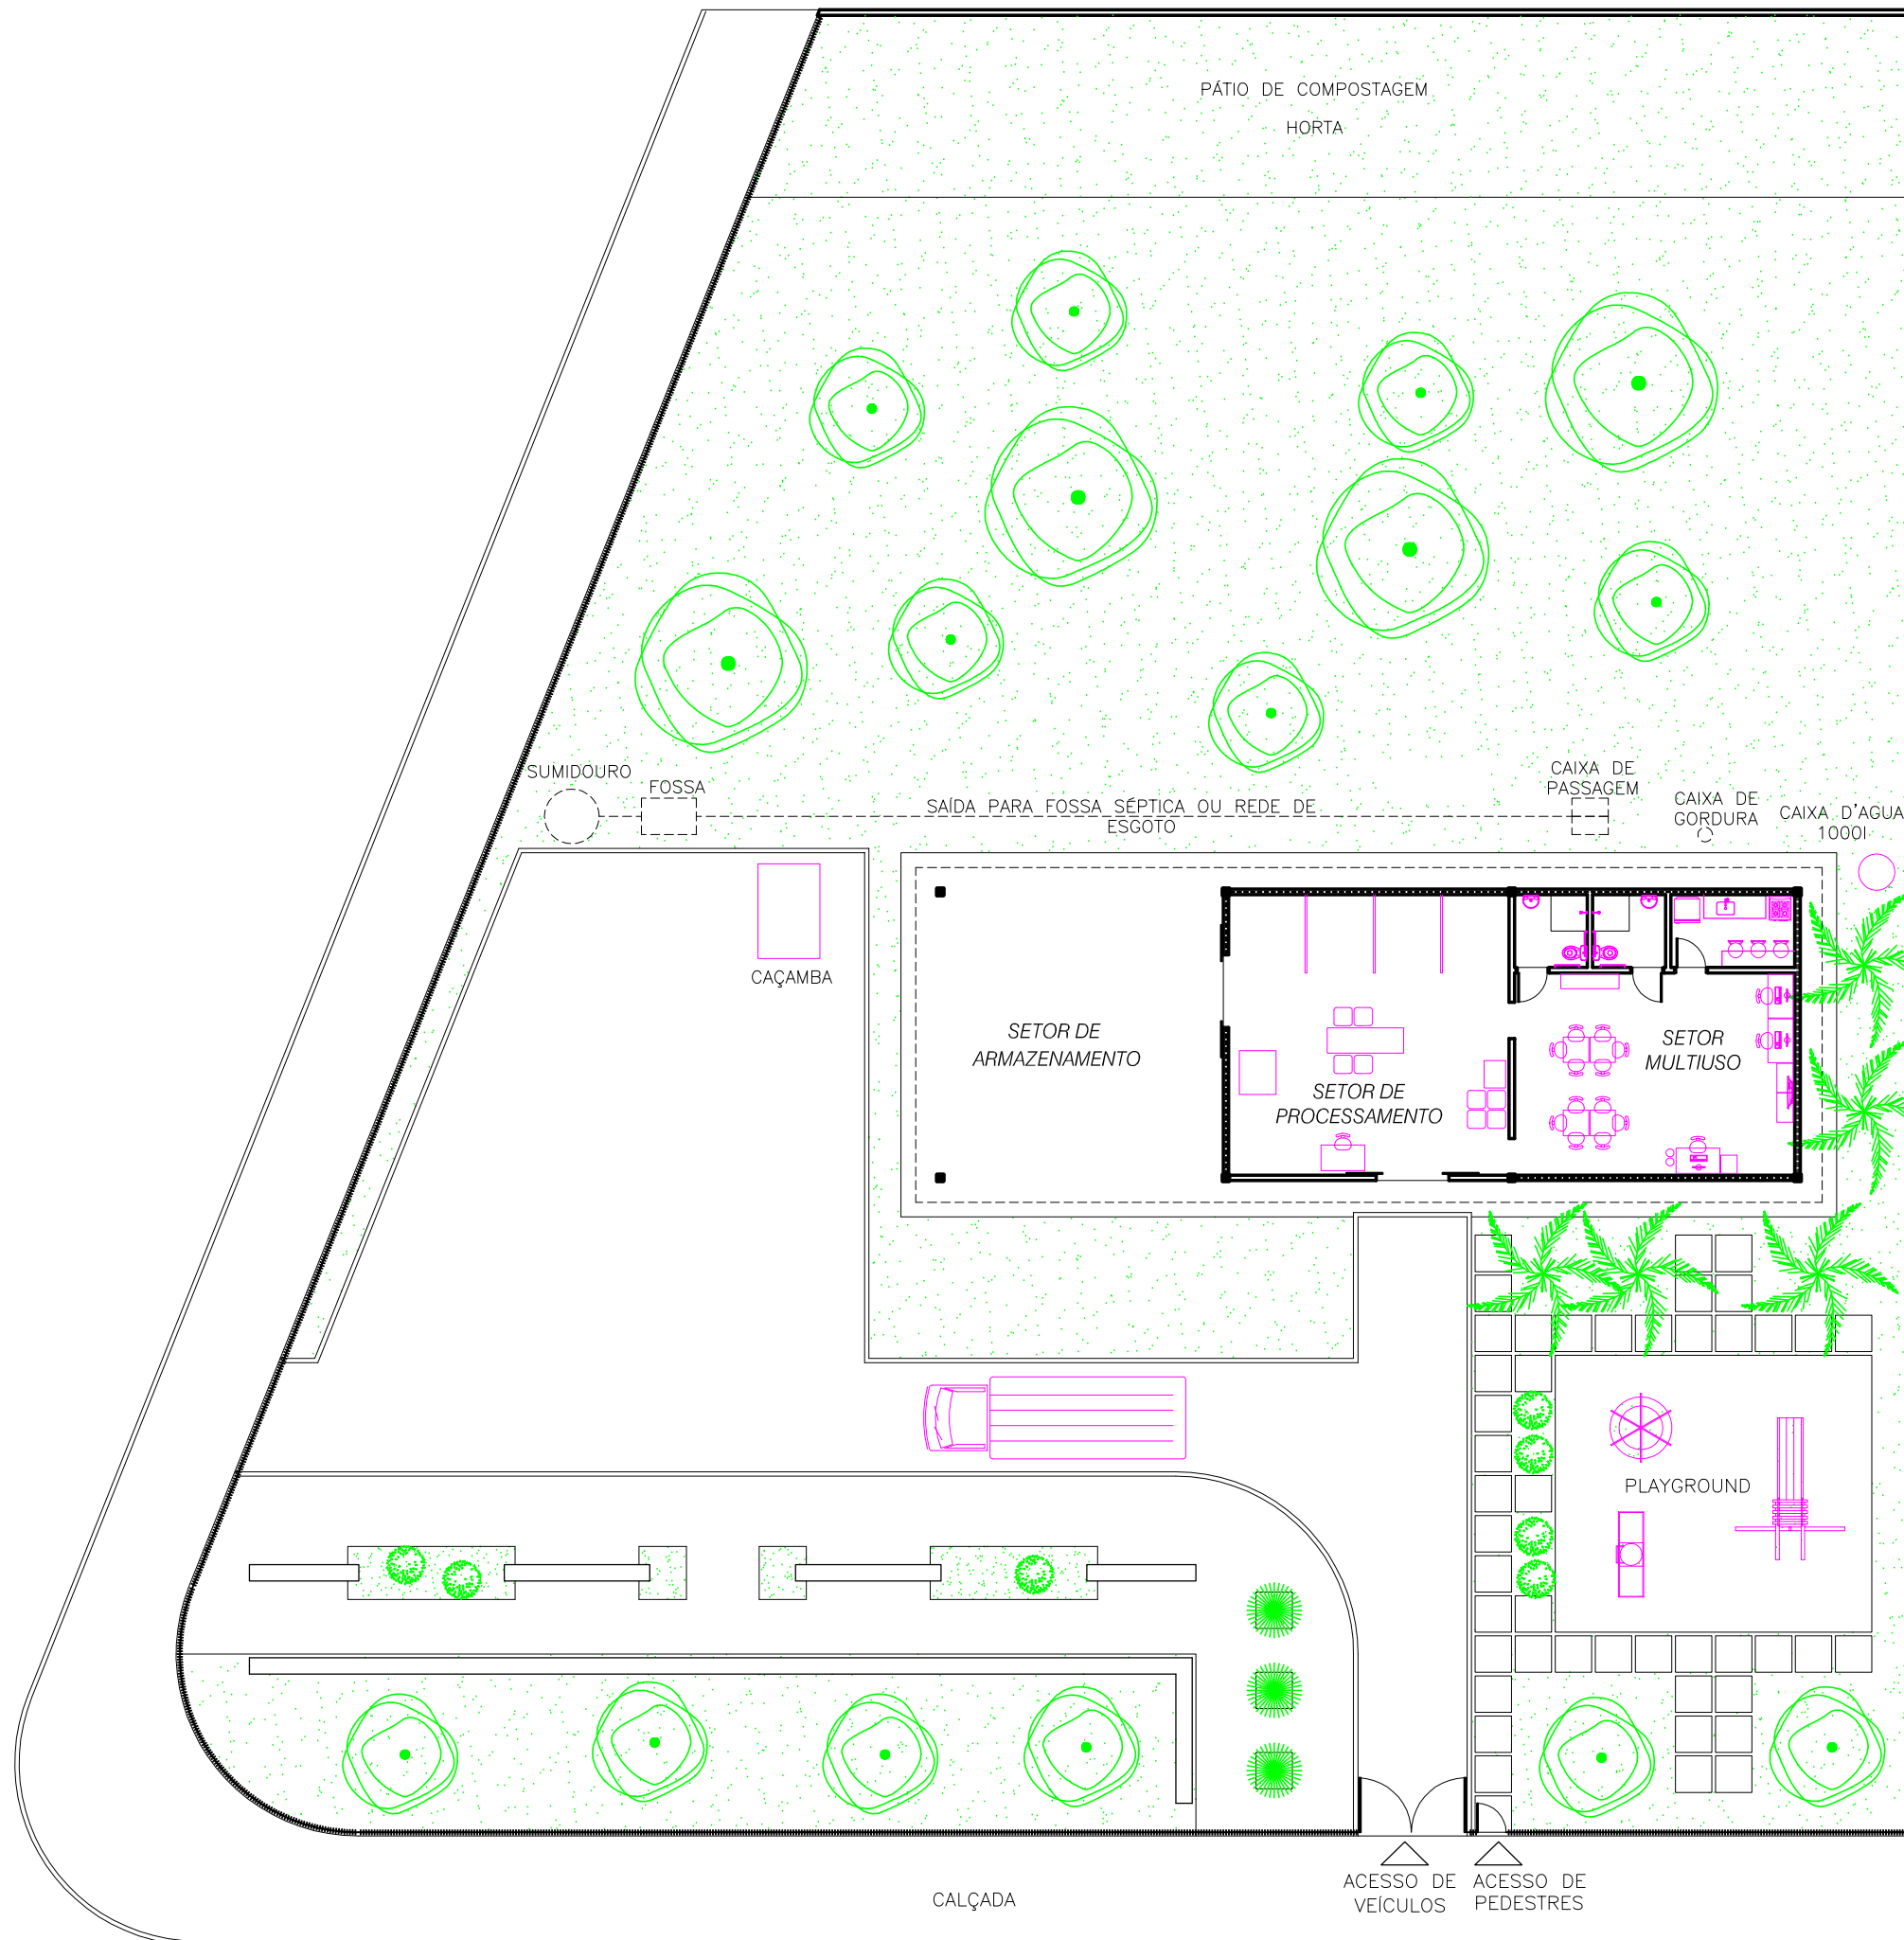 PÁTIO DE COMPOSTAGEM
HORTA
SUMIDOURO
FOSSA
SAÍDA PARA FOSSA SÉPTICA OU REDE DE
ESGOTO
CAIXA DE
PASSAGEM
CAIXA DE
GORDURA
CAIXA D'AGUA
1000l
CAÇAMBA
SETOR DE
ARMAZENAMENTO
SETOR DE
PROCESSAMENTO
SETOR
MULTIUSO
PLAYGROUND
ACESSO DE
VEÍCULOS
ACESSO DE
PEDESTRES
CALÇADA